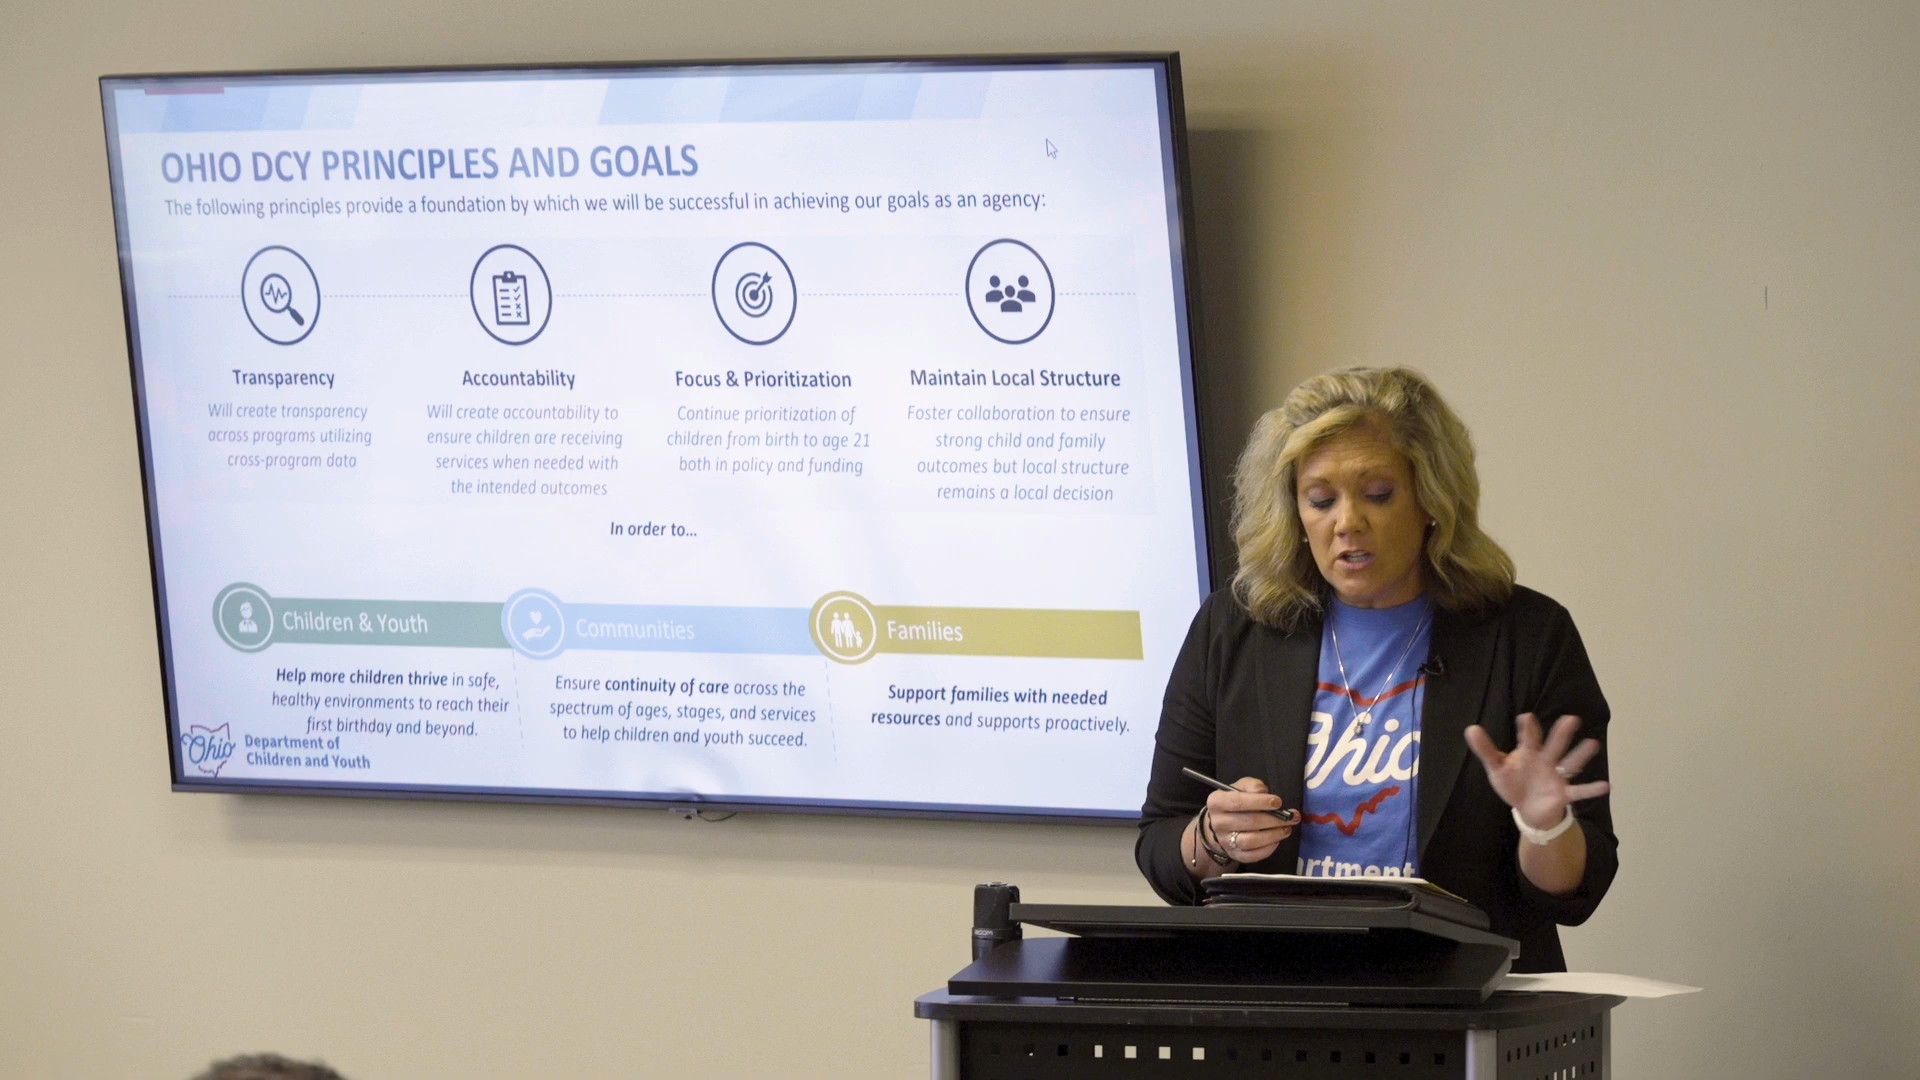 OHIO DCY PRINCIPLES AND GOALS
The following principles provide a foundation by which we will be successful in achieving our goals as an agency:
Transparency
Will create transparency
across programs utilizing
cross-program data
Accountability
Will create accountability to
ensure children are receiving
services when needed with
the intended outcomes
Focus & Prioritization
Continue prioritization of
children from birth to age 21
both in policy and funding
Maintain Local Structure
Foster collaboration to ensure
strong child and family
outcomes but local structure
remains a local decision
In order to...
Children & Youth
Help more children thrive in safe,
healthy environments to reach their
first birthday and beyond.
Communities
Ensure continuity of care across the
spectrum of ages, stages, and services
to help children and youth succeed.
Families
Support families with needed
resources and supports proactively.
Ohio
Department of
Children and Youth
Ohio
artment
zoom